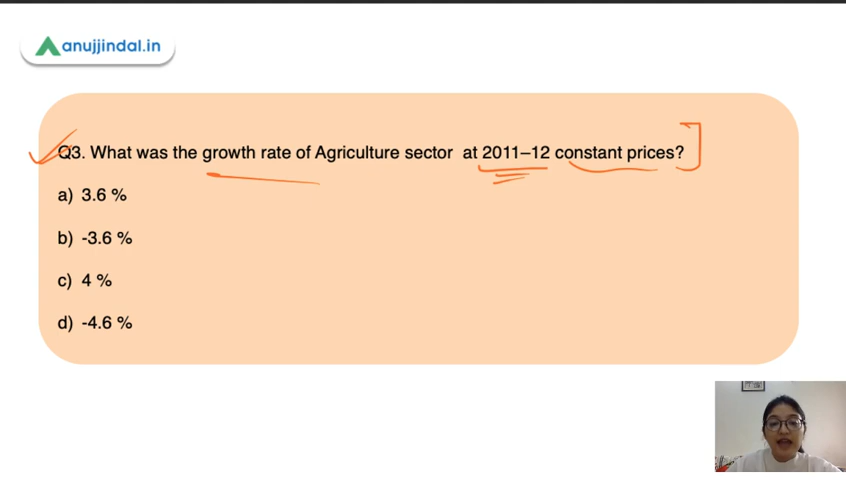 anujjindal.in
Q3. What was the growth rate of Agriculture sector at 2011–12 constant prices?
a) 3.6 %
b) -3.6 %
c) 4 %
d) -4.6 %